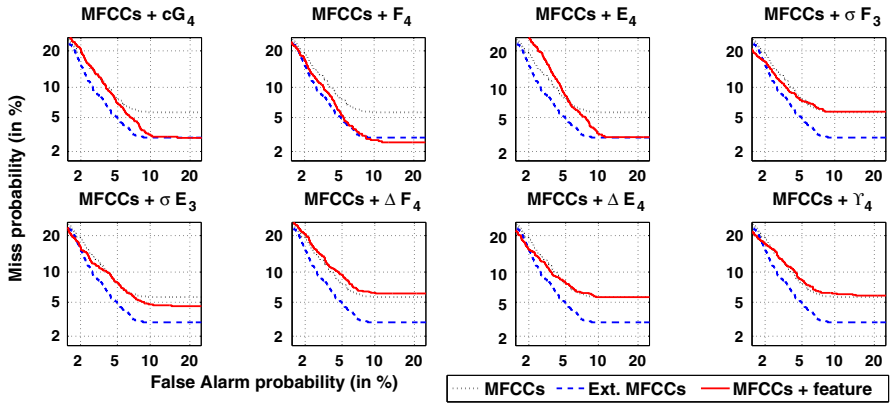 MFCCs + cG4
MFCCs + F4
MFCCs + E4
MFCCs + σ F3
20
10
5
2
2 5 10 20
20
10
5
2
2 5 10 20
20
10
5
2
2 5 10 20
20
10
5
2
2 5 10 20
MFCCs + σ E3
MFCCs + Δ F4
MFCCs + Δ E4
MFCCs + ϒ4
20
10
5
2
2 5 10 20
20
10
5
2
2 5 10 20
20
10
5
2
2 5 10 20
20
10
5
2
2 5 10 20
Miss probability (in %)
False Alarm probability (in %)
MFCCs
Ext. MFCCs
MFCCs + feature